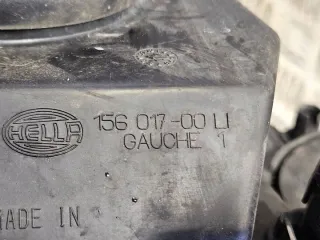 HELLA
156 017-00 LI
GAUCHE 1
MADE IN